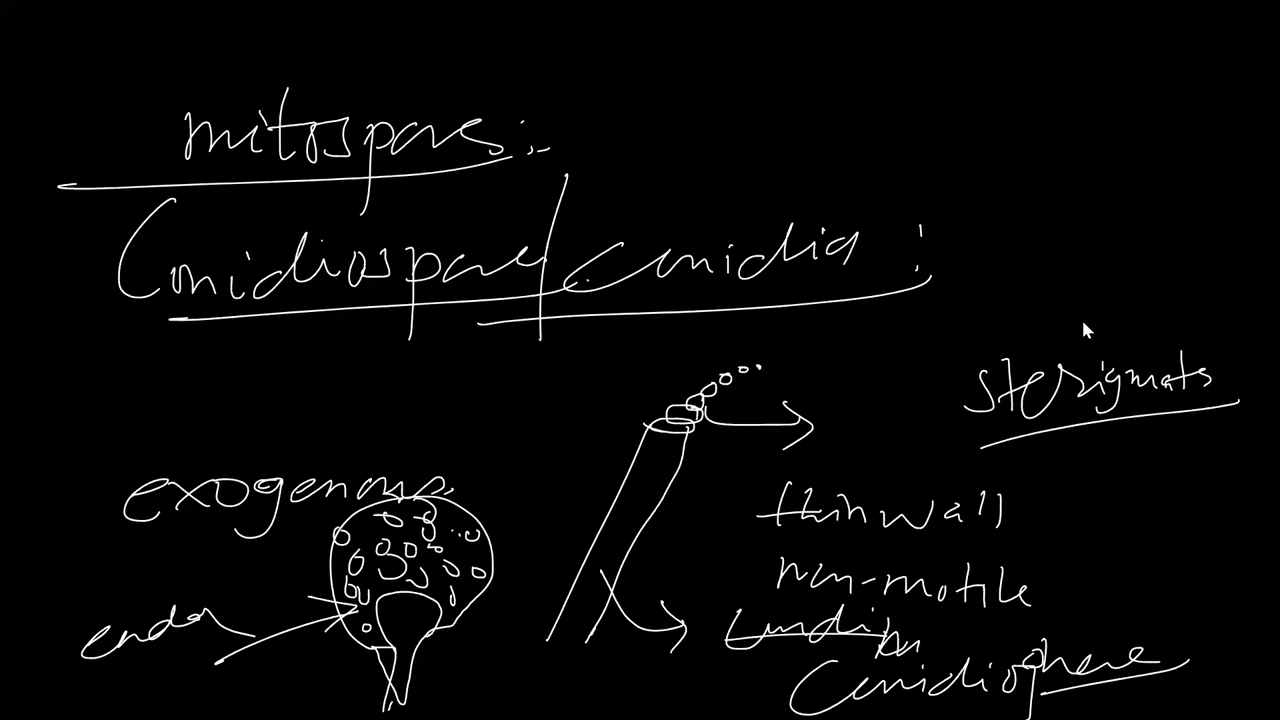 mitospores:-
Conidiospore/conidia :
sterigmata
exogenous
thin wall
non-motile
endo
Conidiophore